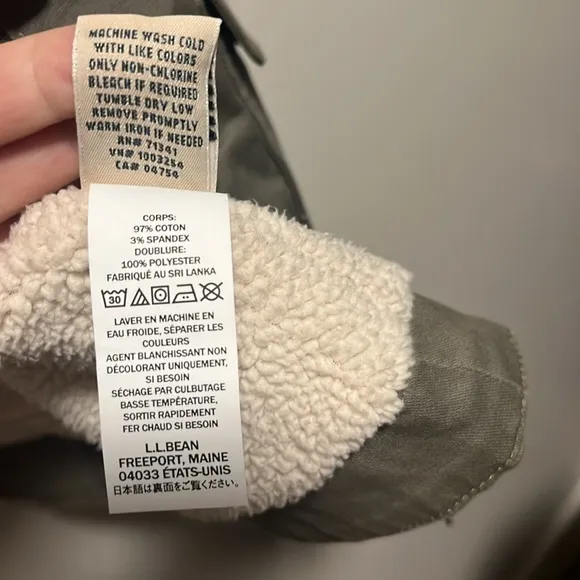 MACHINE WASH COLD
WITH LIKE COLORS
ONLY NON-CHLORINE
BLEACH IF REQUIRED
TUMBLE DRY LOW
REMOVE PROMPTLY
WARM IRON IF NEEDED
RN# 71341
VN# 1003254
CA# 04754
CORPS:
97% COTON
3% SPANDEX
DOUBLURE:
100% POLYESTER
FABRIQUÉ AU SRI LANKA
30
LAVER EN MACHINE EN
EAU FROIDE, SÉPARER LES
COULEURS
AGENT BLANCHISSANT NON
DÉCOLORANT UNIQUEMENT,
SI BESOIN
SÉCHAGE PAR CULBUTAGE
BASSE TEMPÉRATURE,
SORTIR RAPIDEMENT
FER CHAUD SI BESOIN
L.L.BEAN
FREEPORT, MAINE
04033 ÉTATS-UNIS
日本語は裏面をご覧ください。